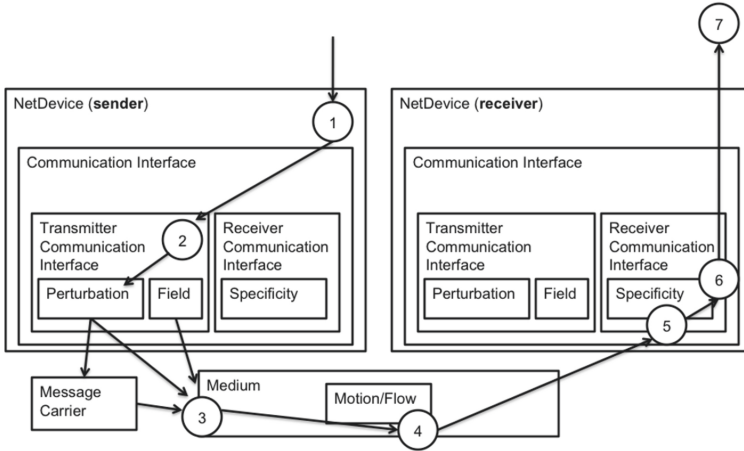 7
NetDevice (sender)
1
Communication Interface
Transmitter
Communication
Interface
2
Perturbation
Field
Receiver
Communication
Interface
Specificity
NetDevice (receiver)
Communication Interface
Transmitter
Communication
Interface
Perturbation
Field
Receiver
Communication
Interface
Specificity
6
5
Message
Carrier
Medium
3
Motion/Flow
4